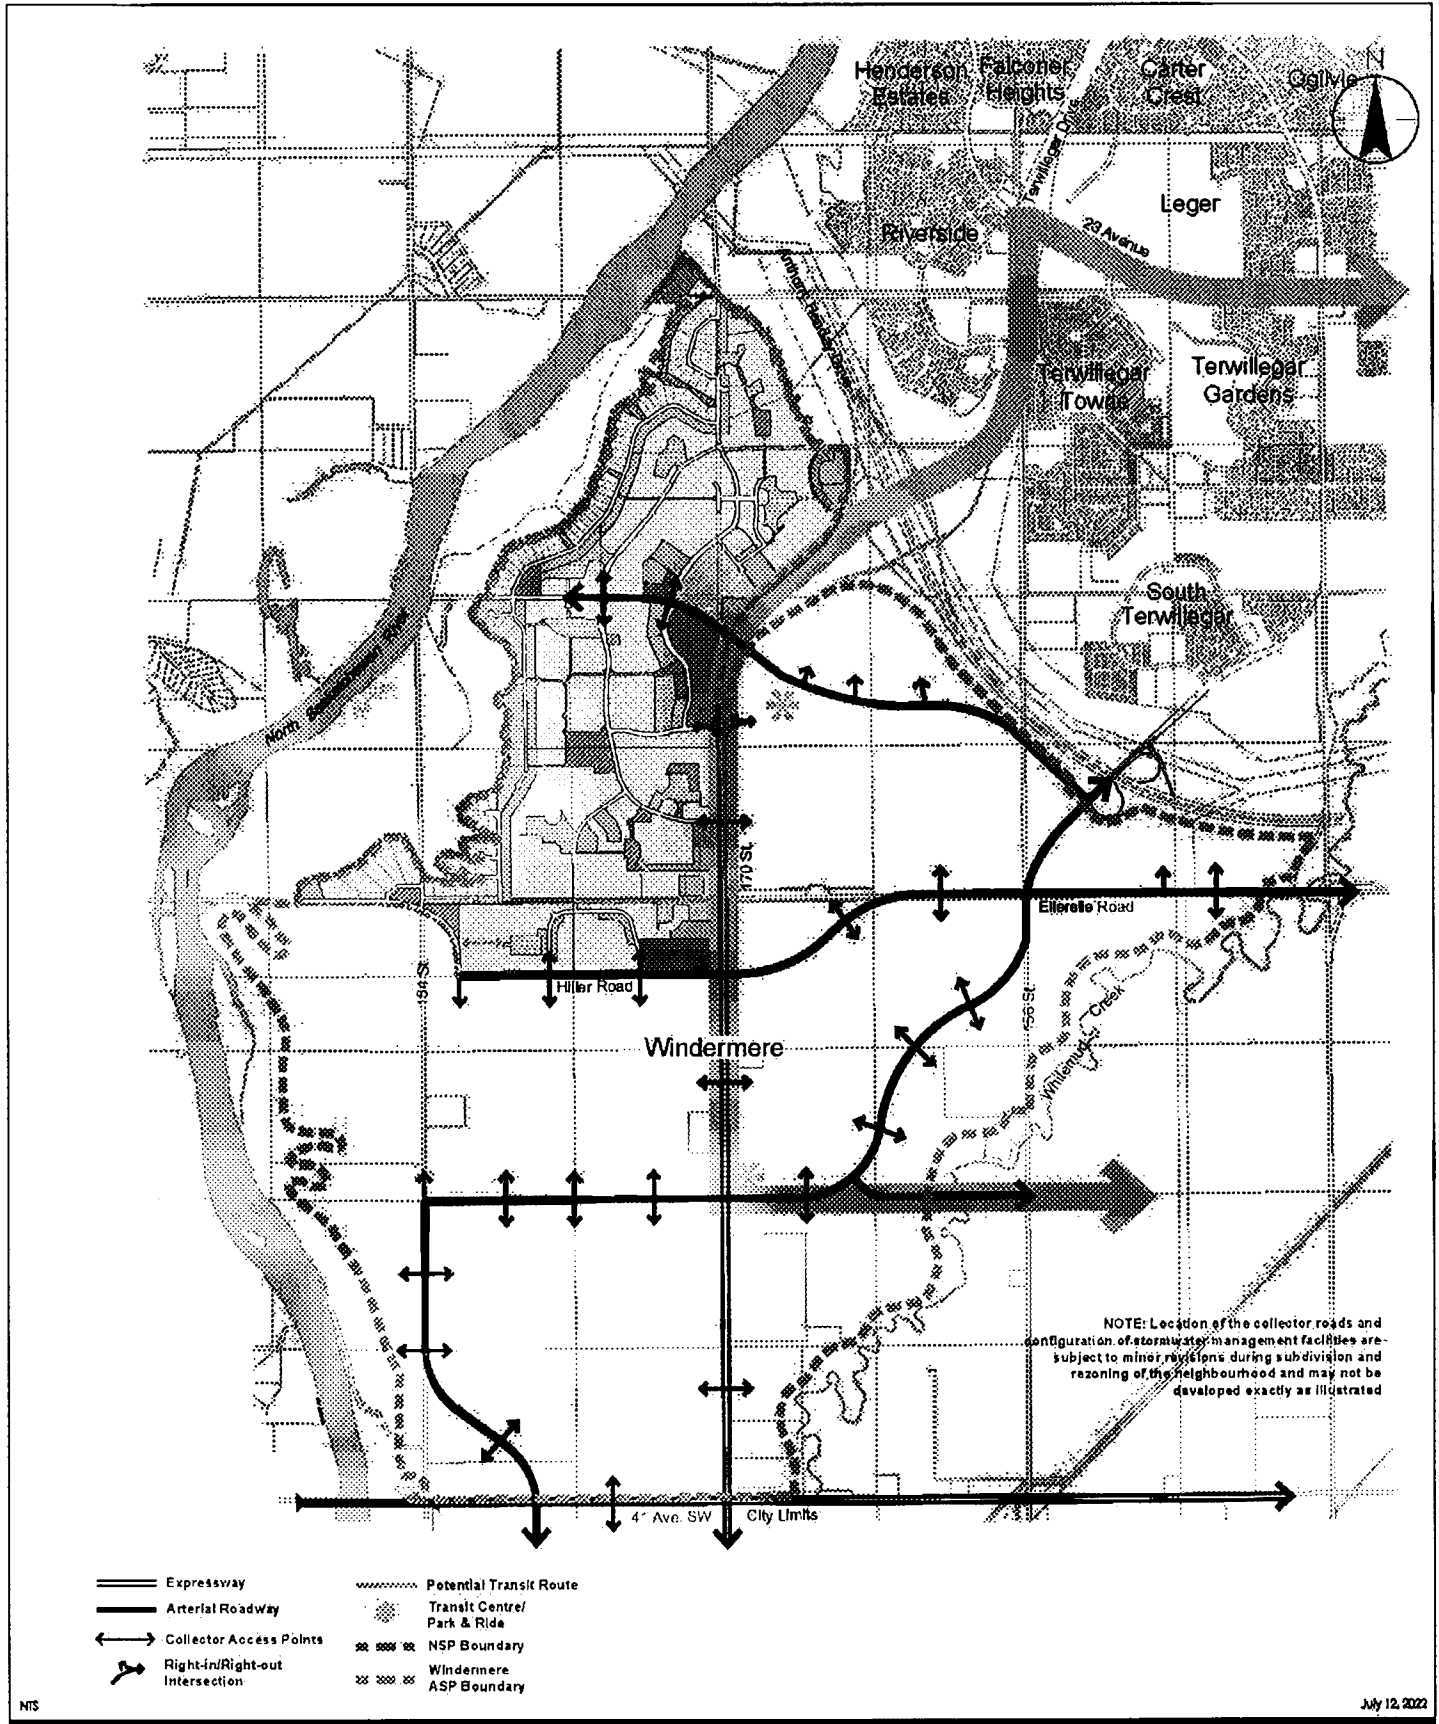 Henderson
Estates
Falconer
Heights
Carter
Crest
Ogilvie
N
Terwillegar Drive
Leger
Riverside
23 Avenue
Anthony Henday Drive
Terwillegar
Towne
Terwillegar
Gardens
South
Terwillegar
North Saskatchewan River
170 St.
Ellerslie Road
184 St.
Hiller Road
156 St.
Windermere
Whitemud Creek
NOTE: Location of the collector roads and
configuration of stormwater management facilities are
subject to minor revisions during subdivision and
rezoning of the neighbourhood and may not be
developed exactly as illustrated
41 Ave. SW
City Limits
Expressway
Arterial Roadway
Collector Access Points
Right-in/Right-out
Intersection
Potential Transit Route
Transit Centre/
Park & Ride
NSP Boundary
Windermere
ASP Boundary
NTS
July 12, 2022